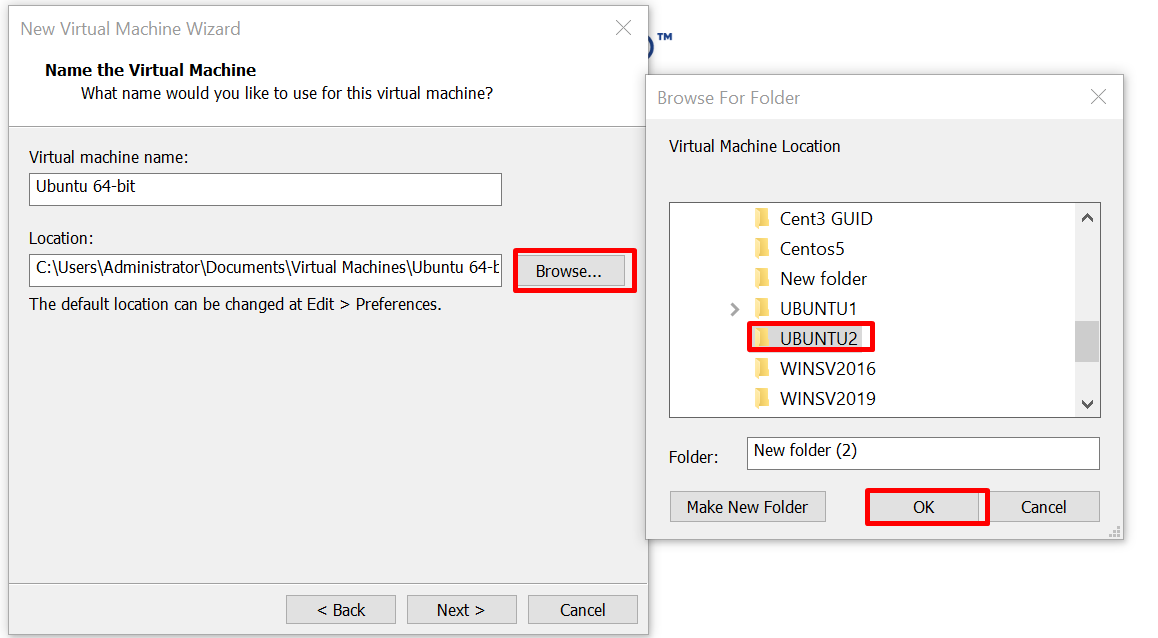 New Virtual Machine Wizard
Name the Virtual Machine
What name would you like to use for this virtual machine?
Virtual machine name:
Ubuntu 64-bit
Location:
C:\Users\Administrator\Documents\Virtual Machines\Ubuntu 64-b
Browse...
The default location can be changed at Edit > Preferences.
< Back
Next >
Cancel
TM
Browse For Folder
Virtual Machine Location
Cent3 GUID
Centos5
New folder
UBUNTU1
UBUNTU2
WINSV2016
WINSV2019
Folder:
New folder (2)
Make New Folder
OK
Cancel